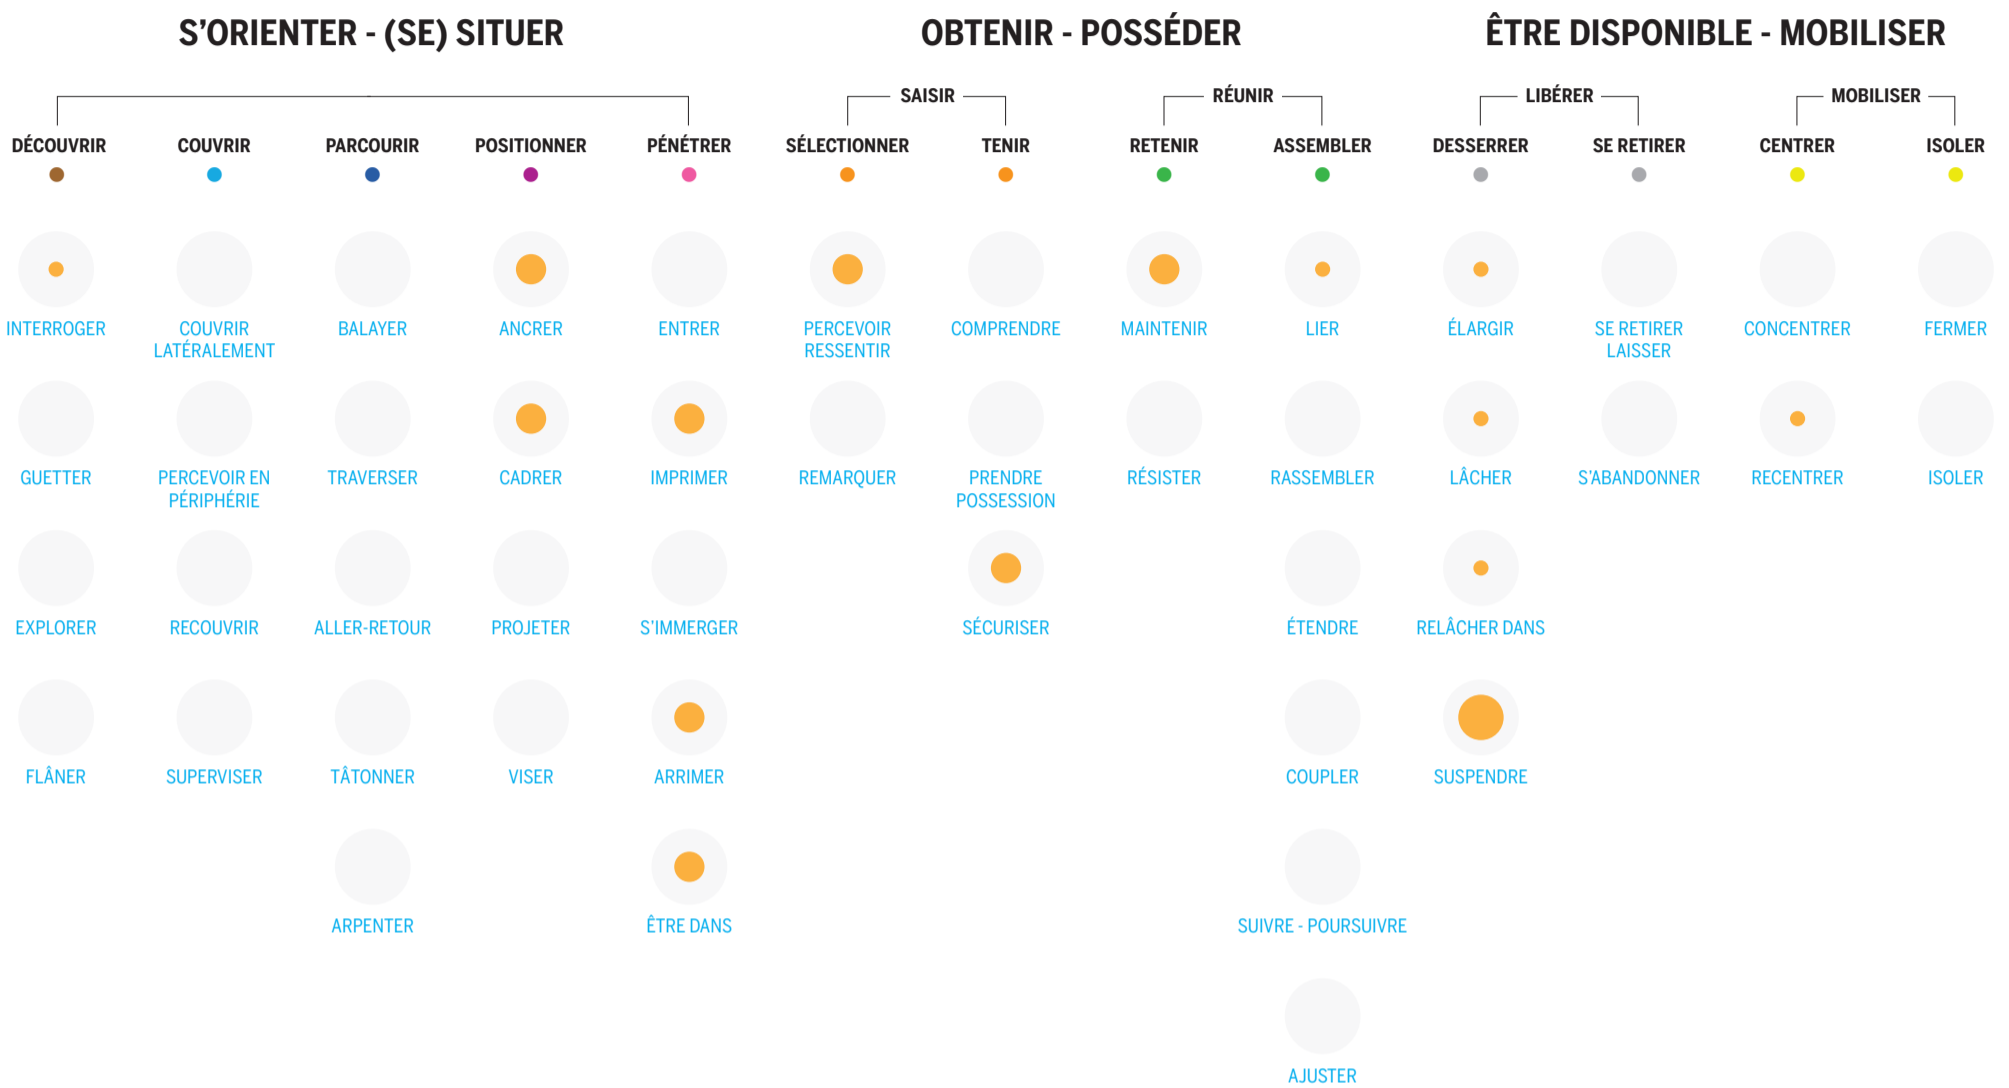 S’ORIENTER - (SE) SITUER
OBTENIR - POSSÉDER
ÊTRE DISPONIBLE - MOBILISER
SAISIR
RÉUNIR
LIBÉRER
MOBILISER
DÉCOUVRIR
COUVRIR
PARCOURIR
POSITIONNER
PÉNÉTRER
SÉLECTIONNER
TENIR
RETENIR
ASSEMBLER
DESSERRER
SE RETIRER
CENTRER
ISOLER
INTERROGER
COUVRIR
LATÉRALEMENT
BALAYER
ANCRER
ENTRER
PERCEVOIR
RESSENTIR
COMPRENDRE
MAINTENIR
LIER
ÉLARGIR
SE RETIRER
LAISSER
CONCENTRER
FERMER
GUETTER
PERCEVOIR EN
PÉRIPHÉRIE
TRAVERSER
CADRER
IMPRIMER
REMARQUER
PRENDRE
POSSESSION
RÉSISTER
RASSEMBLER
LÂCHER
S’ABANDONNER
RECENTRER
ISOLER
EXPLORER
RECOUVRIR
ALLER-RETOUR
PROJETER
S’IMMERGER
SÉCURISER
ÉTENDRE
RELÂCHER DANS
FLÂNER
SUPERVISER
TÂTONNER
VISER
ARRIMER
COUPLER
SUSPENDRE
ARPENTER
ÊTRE DANS
SUIVRE - POURSUIVRE
AJUSTER